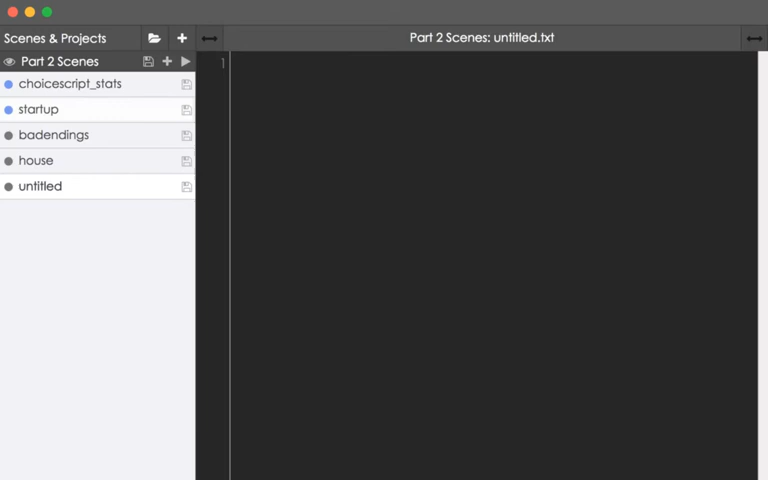 Scenes & Projects
Part 2 Scenes: untitled.txt
Part 2 Scenes
1
choicescript_stats
startup
badendings
house
untitled